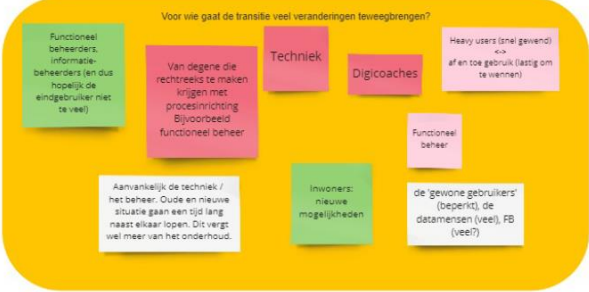 Voor wie gaat de transitie veel veranderingen teweegbrengen?
Functioneel
beheerders,
informatie-
beheerders (en dus
hopelijk de
eindgebruiker niet
te veel)
Van degene die
rechtreeks te maken
krijgen met
procesinrichting
Bijvoorbeeld
functioneel beheer
Techniek
Digicoaches
Heavy users (snel gewend)
<->
af en toe gebruik (lastig om
te wennen)
Functioneel
beheer
Aanvankelijk de techniek /
het beheer. Oude en nieuwe
situatie gaan een tijd lang
naast elkaar lopen. Dit vergt
wel meer van het onderhoud.
Inwoners:
nieuwe
mogelijkheden
de 'gewone gebruikers'
(beperkt), de
datamensen (veel), FB
(veel?)